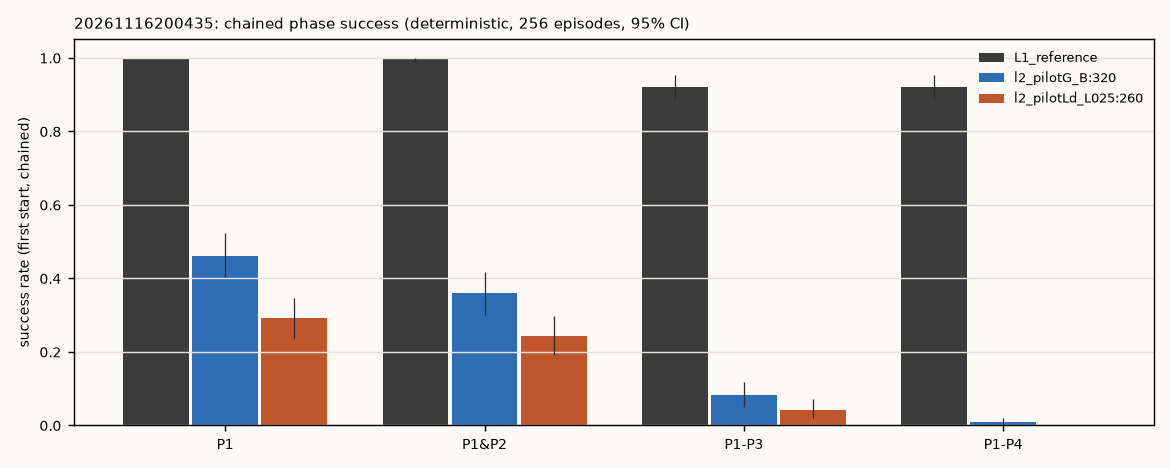 20261116200435: chained phase success (deterministic, 256 episodes, 95% CI)
success rate (first start, chained)
1.0
0.8
0.6
0.4
0.2
0.0
L1_reference
l2_pilotG_B:320
l2_pilotLd_L025:260
P1
P1&P2
P1-P3
P1-P4